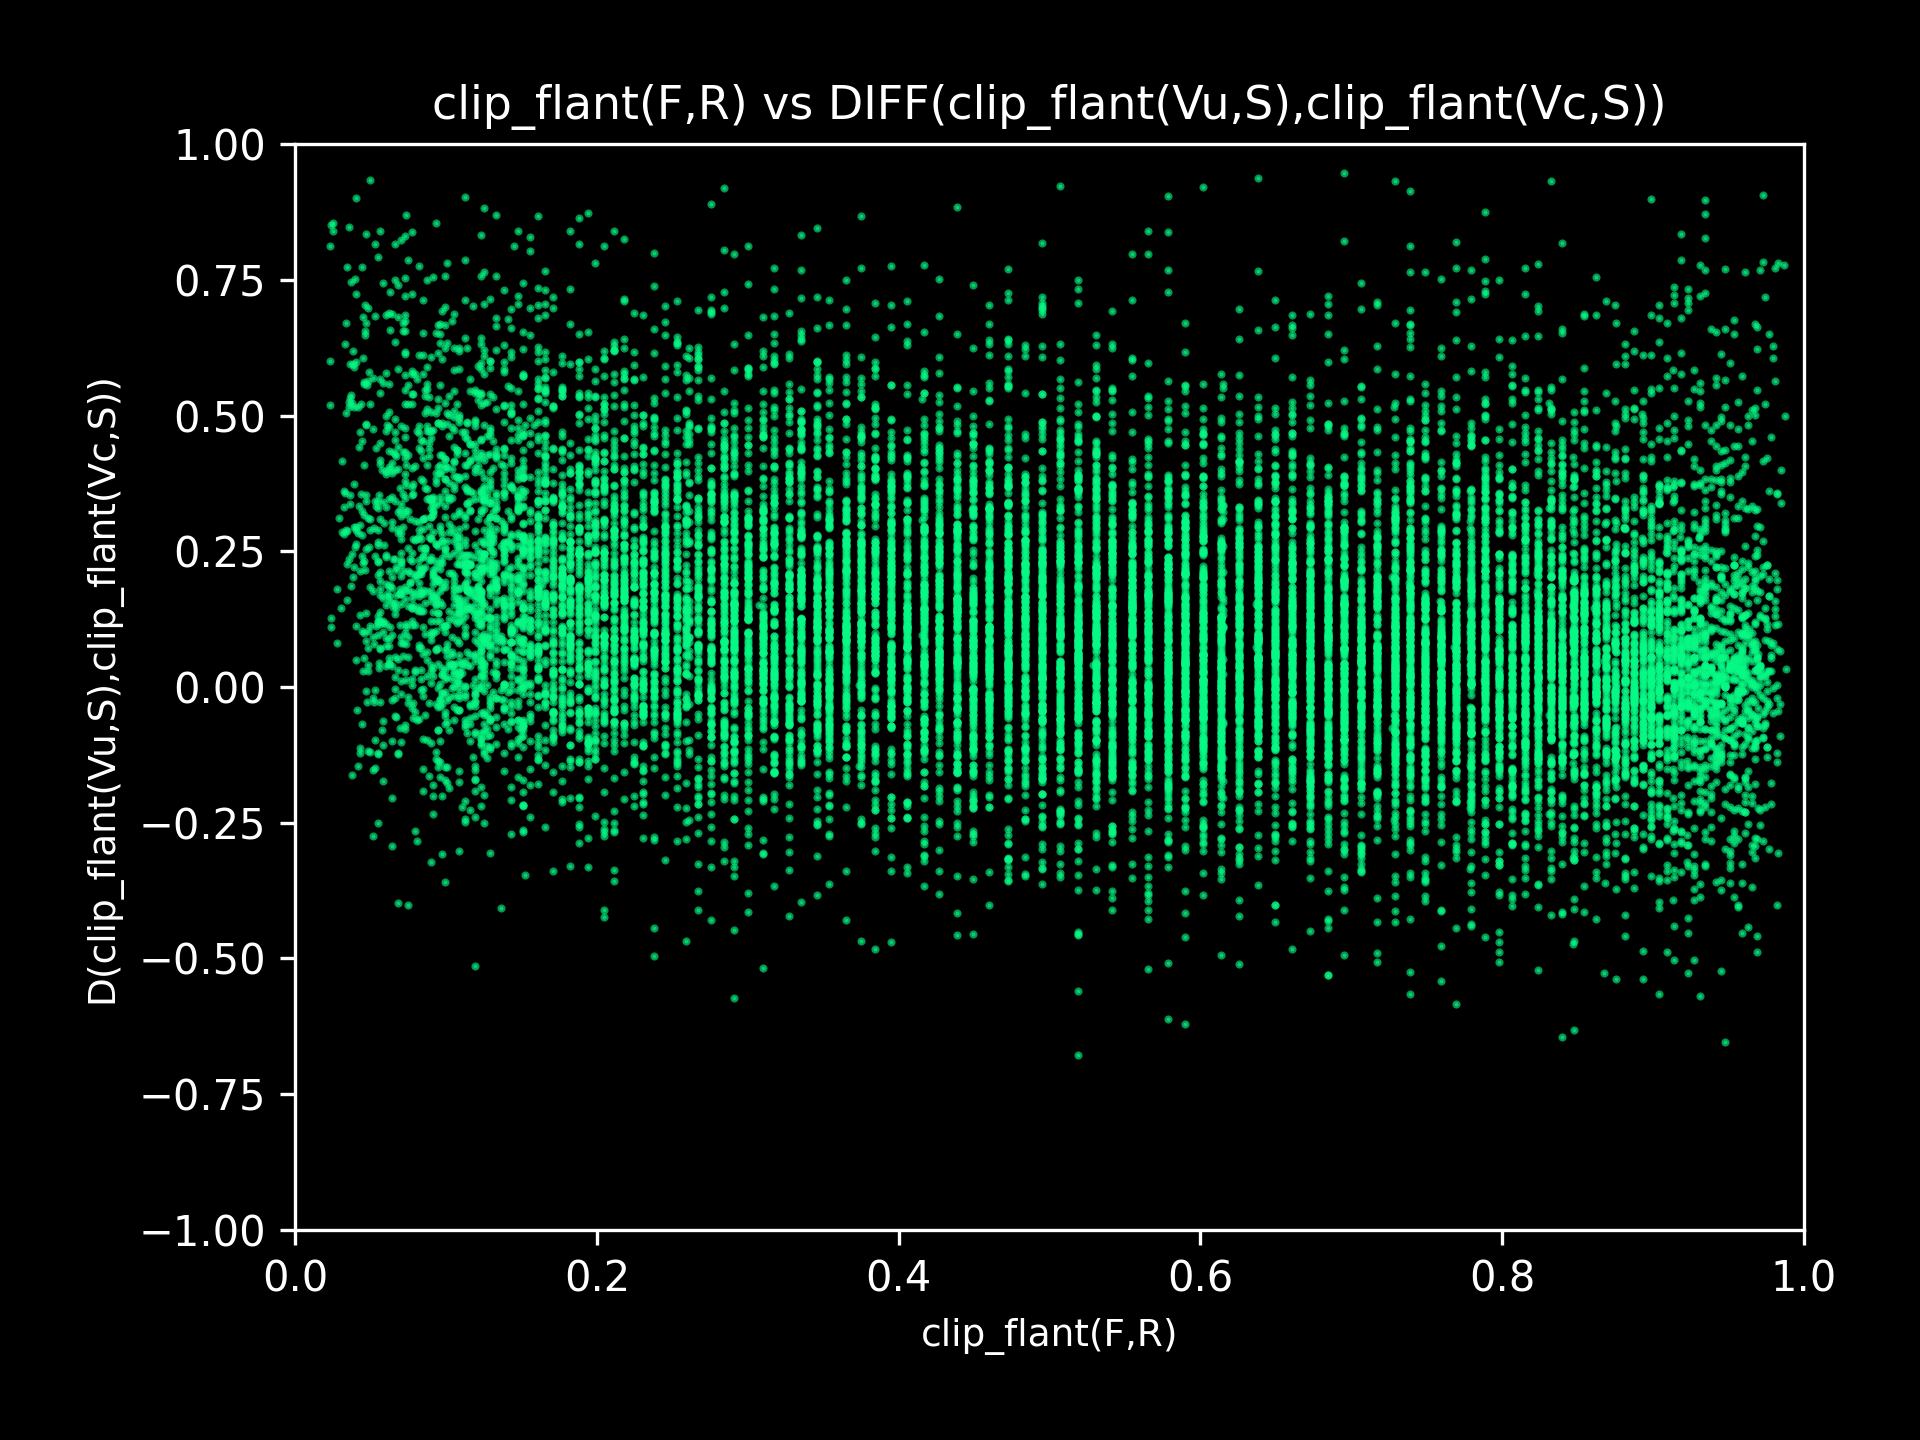 clip_flant(F,R) vs DIFF(clip_flant(Vu,S),clip_flant(Vc,S))
1.00
0.75
0.50
0.25
0.00
−0.25
−0.50
−0.75
−1.00
D(clip_flant(Vu,S),clip_flant(Vc,S))
0.0 0.2 0.4 0.6 0.8 1.0
clip_flant(F,R)